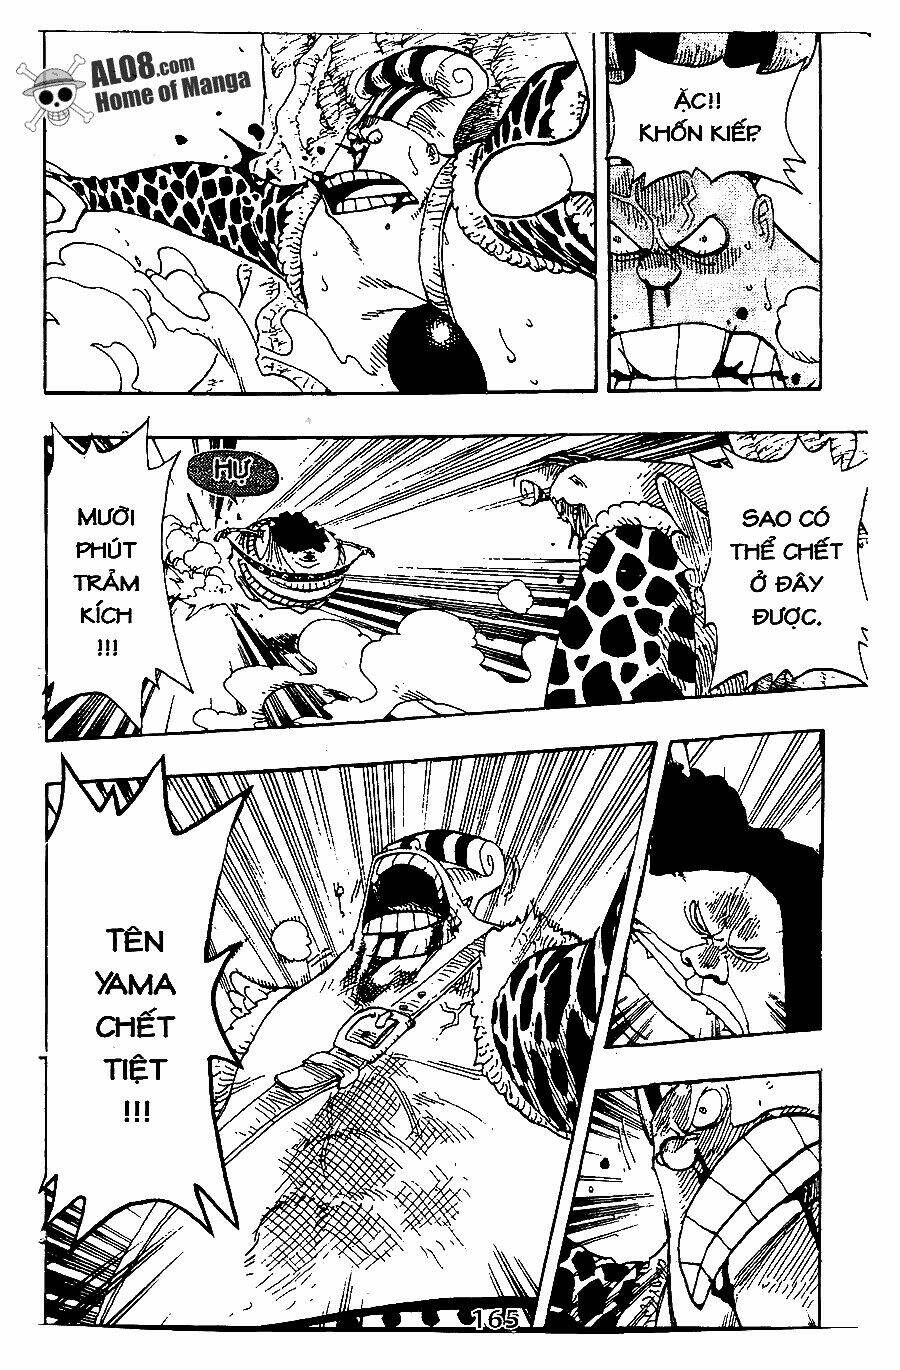 AL08.com
Home of Manga
ẶC!!
KHỐN KIẾP?
HỰ
MƯỜI
PHÚT
TRẢM
KÍCH
!!!
SAO CÓ
THỂ CHẾT
Ở ĐÂY
ĐƯỢC.
TÊN
YAMA
CHẾT
TIỆT
!!!
165